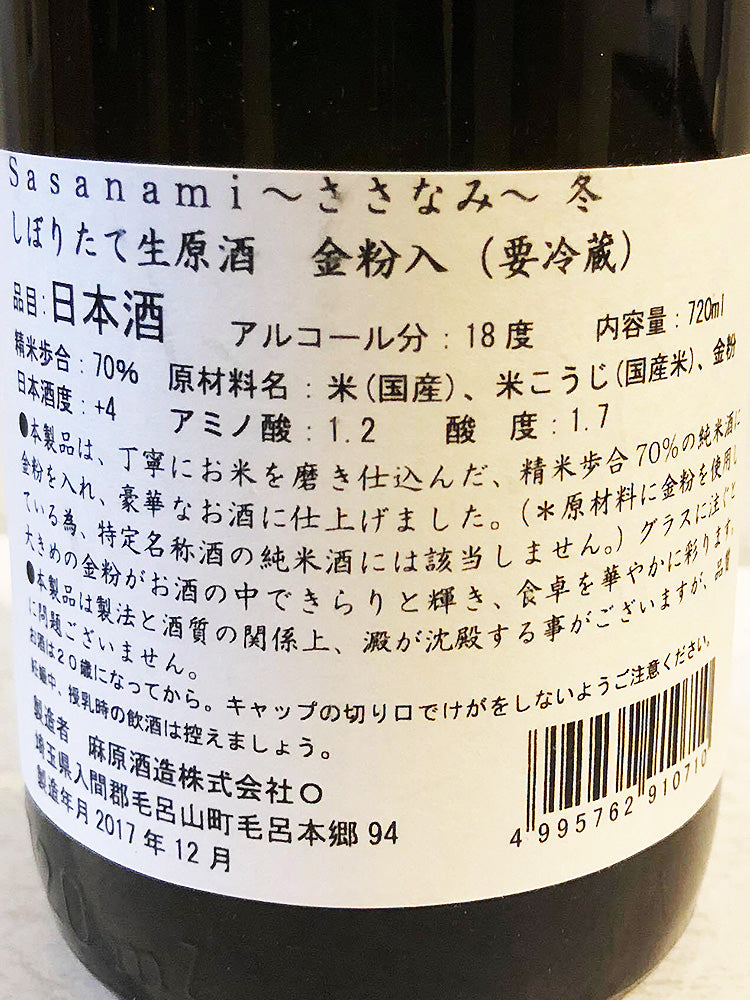 Sasanami～ささなみ～ 冬
しぼりたて生原酒　金粉入（要冷蔵）
品目:日本酒　アルコール分：18度　内容量：720ml
精米歩合：70%　原材料名：米(国産)、米こうじ(国産米)、金粉
日本酒度：+4　アミノ酸：1.2　酸　度：1.7
●本製品は、丁寧にお米を磨き仕込んだ、精米歩合70%の純米酒に
金粉を入れ、豪華なお酒に仕上げました。(＊原材料に金粉を使用し
ている為、特定名称酒の純米酒には該当しません。)グラスに注ぐと
大きめの金粉がお酒の中できらりと輝き、食卓を華やかに彩ります。
●本製品は製法と酒質の関係上、澱が沈殿する事がございますが、品質
に問題ございません。
お酒は20歳になってから。キャップの切り口でけがをしないようご注意ください。
妊娠中、授乳時の飲酒は控えましょう。
製造者　麻原酒造株式会社○
埼玉県入間郡毛呂山町毛呂本郷94
製造年月2017年12月
4 995762 910710
720ml